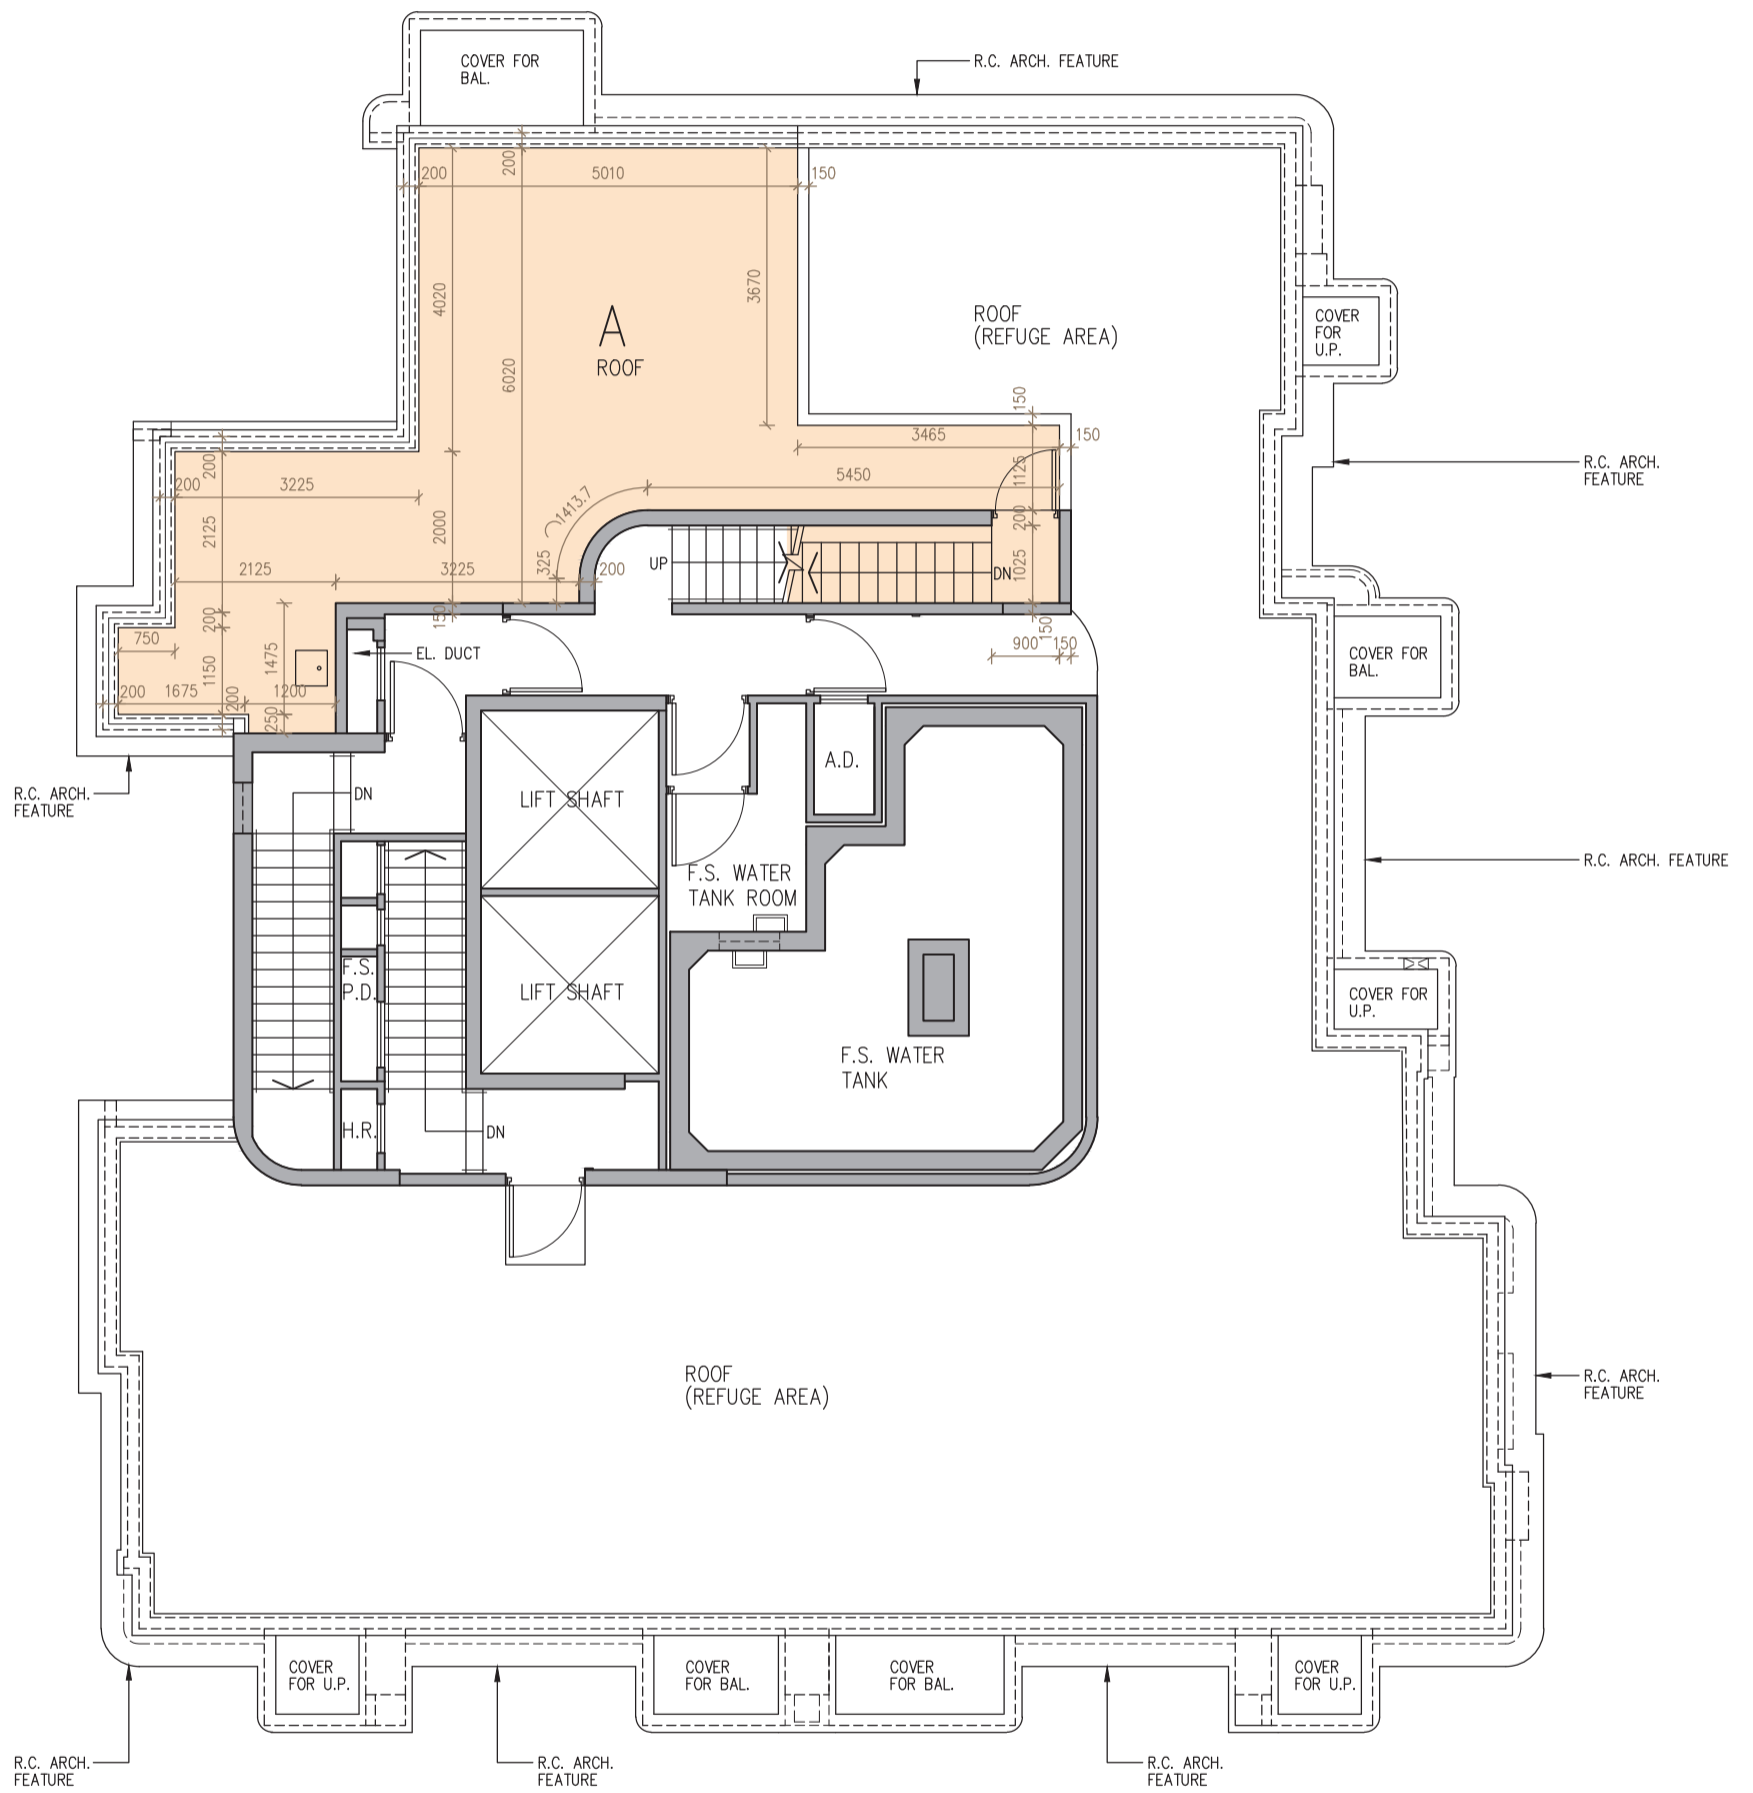 COVER FOR
BAL.
R.C. ARCH. FEATURE
200
200
5010
150
4020
6020
3670
A
ROOF
ROOF
(REFUGE AREA)
COVER
FOR
U.P.
150
3465
150
R.C. ARCH.
FEATURE
200
200
3225
2125
2000
1413.7
5450
1125
200
2125
3225
325
200
UP
DN
1025
150
200
750
1150
1475
EL. DUCT
150
900
150
COVER FOR
BAL.
200
1675
200
1200
250
R.C. ARCH.
FEATURE
DN
LIFT SHAFT
A.D.
R.C. ARCH. FEATURE
F.S. WATER
TANK ROOM
F.S.
P.D.
LIFT SHAFT
COVER FOR
U.P.
F.S. WATER
TANK
H.R.
DN
ROOF
(REFUGE AREA)
R.C. ARCH.
FEATURE
COVER
FOR U.P.
COVER
FOR BAL.
COVER
FOR BAL.
COVER
FOR U.P.
R.C. ARCH.
FEATURE
R.C. ARCH.
FEATURE
R.C. ARCH.
FEATURE